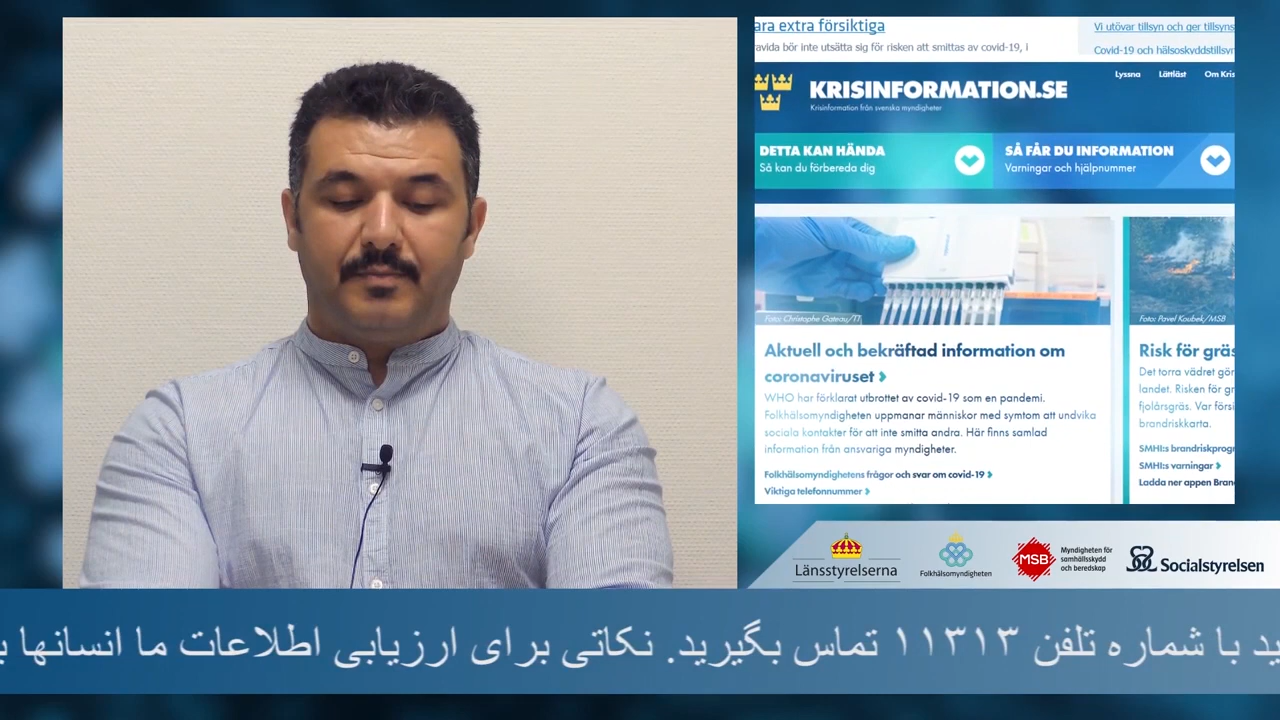 ara extra försiktiga
ravida bör inte utsätta sig för risken att smittas av covid-19, i
Vi utövar tillsyn och ger tillsyns
Covid-19 och hälsoskyddstillsyn
Lyssna Lättläst Om Kris
KRISINFORMATION.SE
Krisinformation från svenska myndigheter
DETTA KAN HÄNDA
Så kan du förbereda dig
SÅ FÅR DU INFORMATION
Varningar och hjälpnummer
Foto: Christophe Gateau/TT
Aktuell och bekräftad information om
coronaviruset
WHO har förklarat utbrottet av covid-19 som en pandemi.
Folkhälsomyndigheten uppmanar människor med symtom att undvika
sociala kontakter för att inte smitta andra. Här finns samlad
information från ansvariga myndigheter.
Folkhälsomyndighetens frågor och svar om covid-19
Viktiga telefonnummer
Foto: Pavel Koubek/MSB
Risk för gräs
Det torra vädret gör
landet. Risken för gr
fjolårsgräs. Var försi
brandriskkarta.
SMHI:s brandriskprogr
SMHI:s varningar
Ladda ner appen Bran
Länsstyrelserna
Folkhälsomyndigheten
MSB
Myndigheten för
samhällsskydd
och beredskap
Socialstyrelsen
ید با شماره تلفن ۱۱۳۱۳ تماس بگیرید. نکاتی برای ارزیابی اطلاعات ما انسانها ب